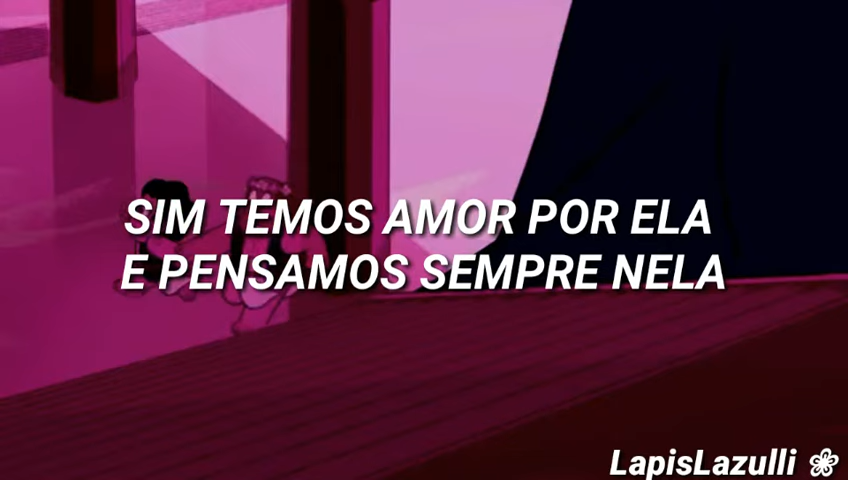 SIM TEMOS AMOR POR ELA
E PENSAMOS SEMPRE NELA
LapisLazulli